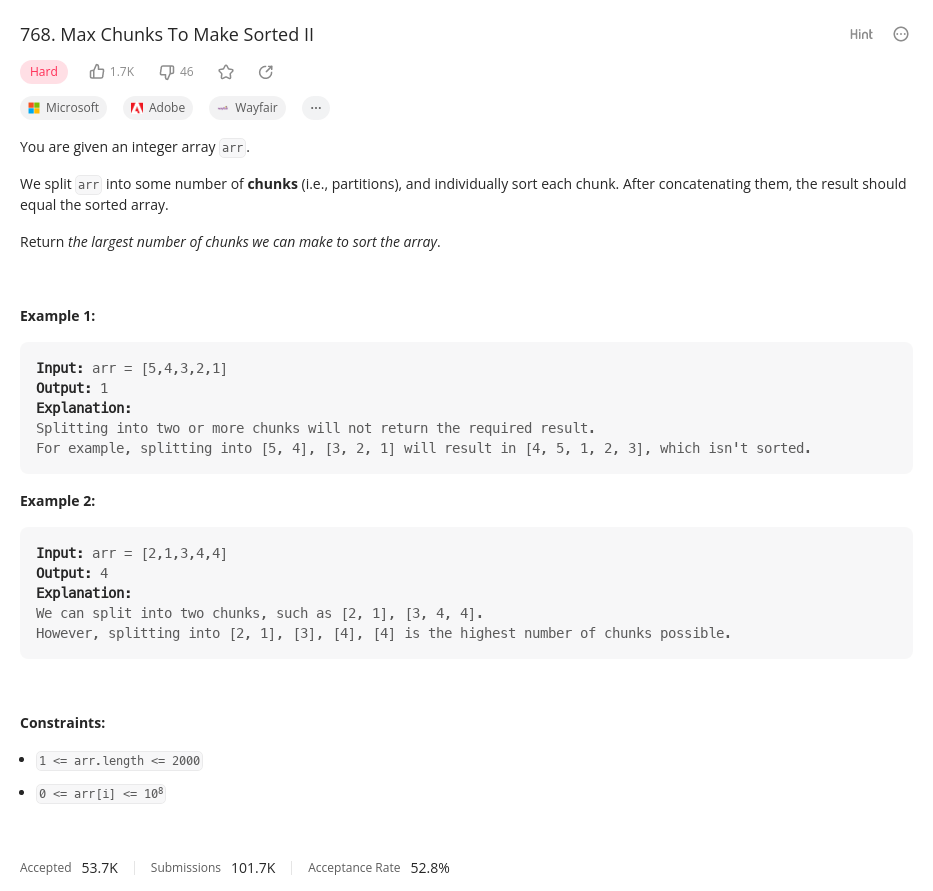 768. Max Chunks To Make Sorted II
Hint
Hard 1.7K 46
Microsoft Adobe Wayfair ...
You are given an integer array arr.
We split arr into some number of chunks (i.e., partitions), and individually sort each chunk. After concatenating them, the result should
equal the sorted array.
Return the largest number of chunks we can make to sort the array.
Example 1:
Input: arr = [5,4,3,2,1]
Output: 1
Explanation:
Splitting into two or more chunks will not return the required result.
For example, splitting into [5, 4], [3, 2, 1] will result in [4, 5, 1, 2, 3], which isn't sorted.
Example 2:
Input: arr = [2,1,3,4,4]
Output: 4
Explanation:
We can split into two chunks, such as [2, 1], [3, 4, 4].
However, splitting into [2, 1], [3], [4], [4] is the highest number of chunks possible.
Constraints:
• 1 <= arr.length <= 2000
• 0 <= arr[i] <= 10⁸
Accepted 53.7K Submissions 101.7K Acceptance Rate 52.8%